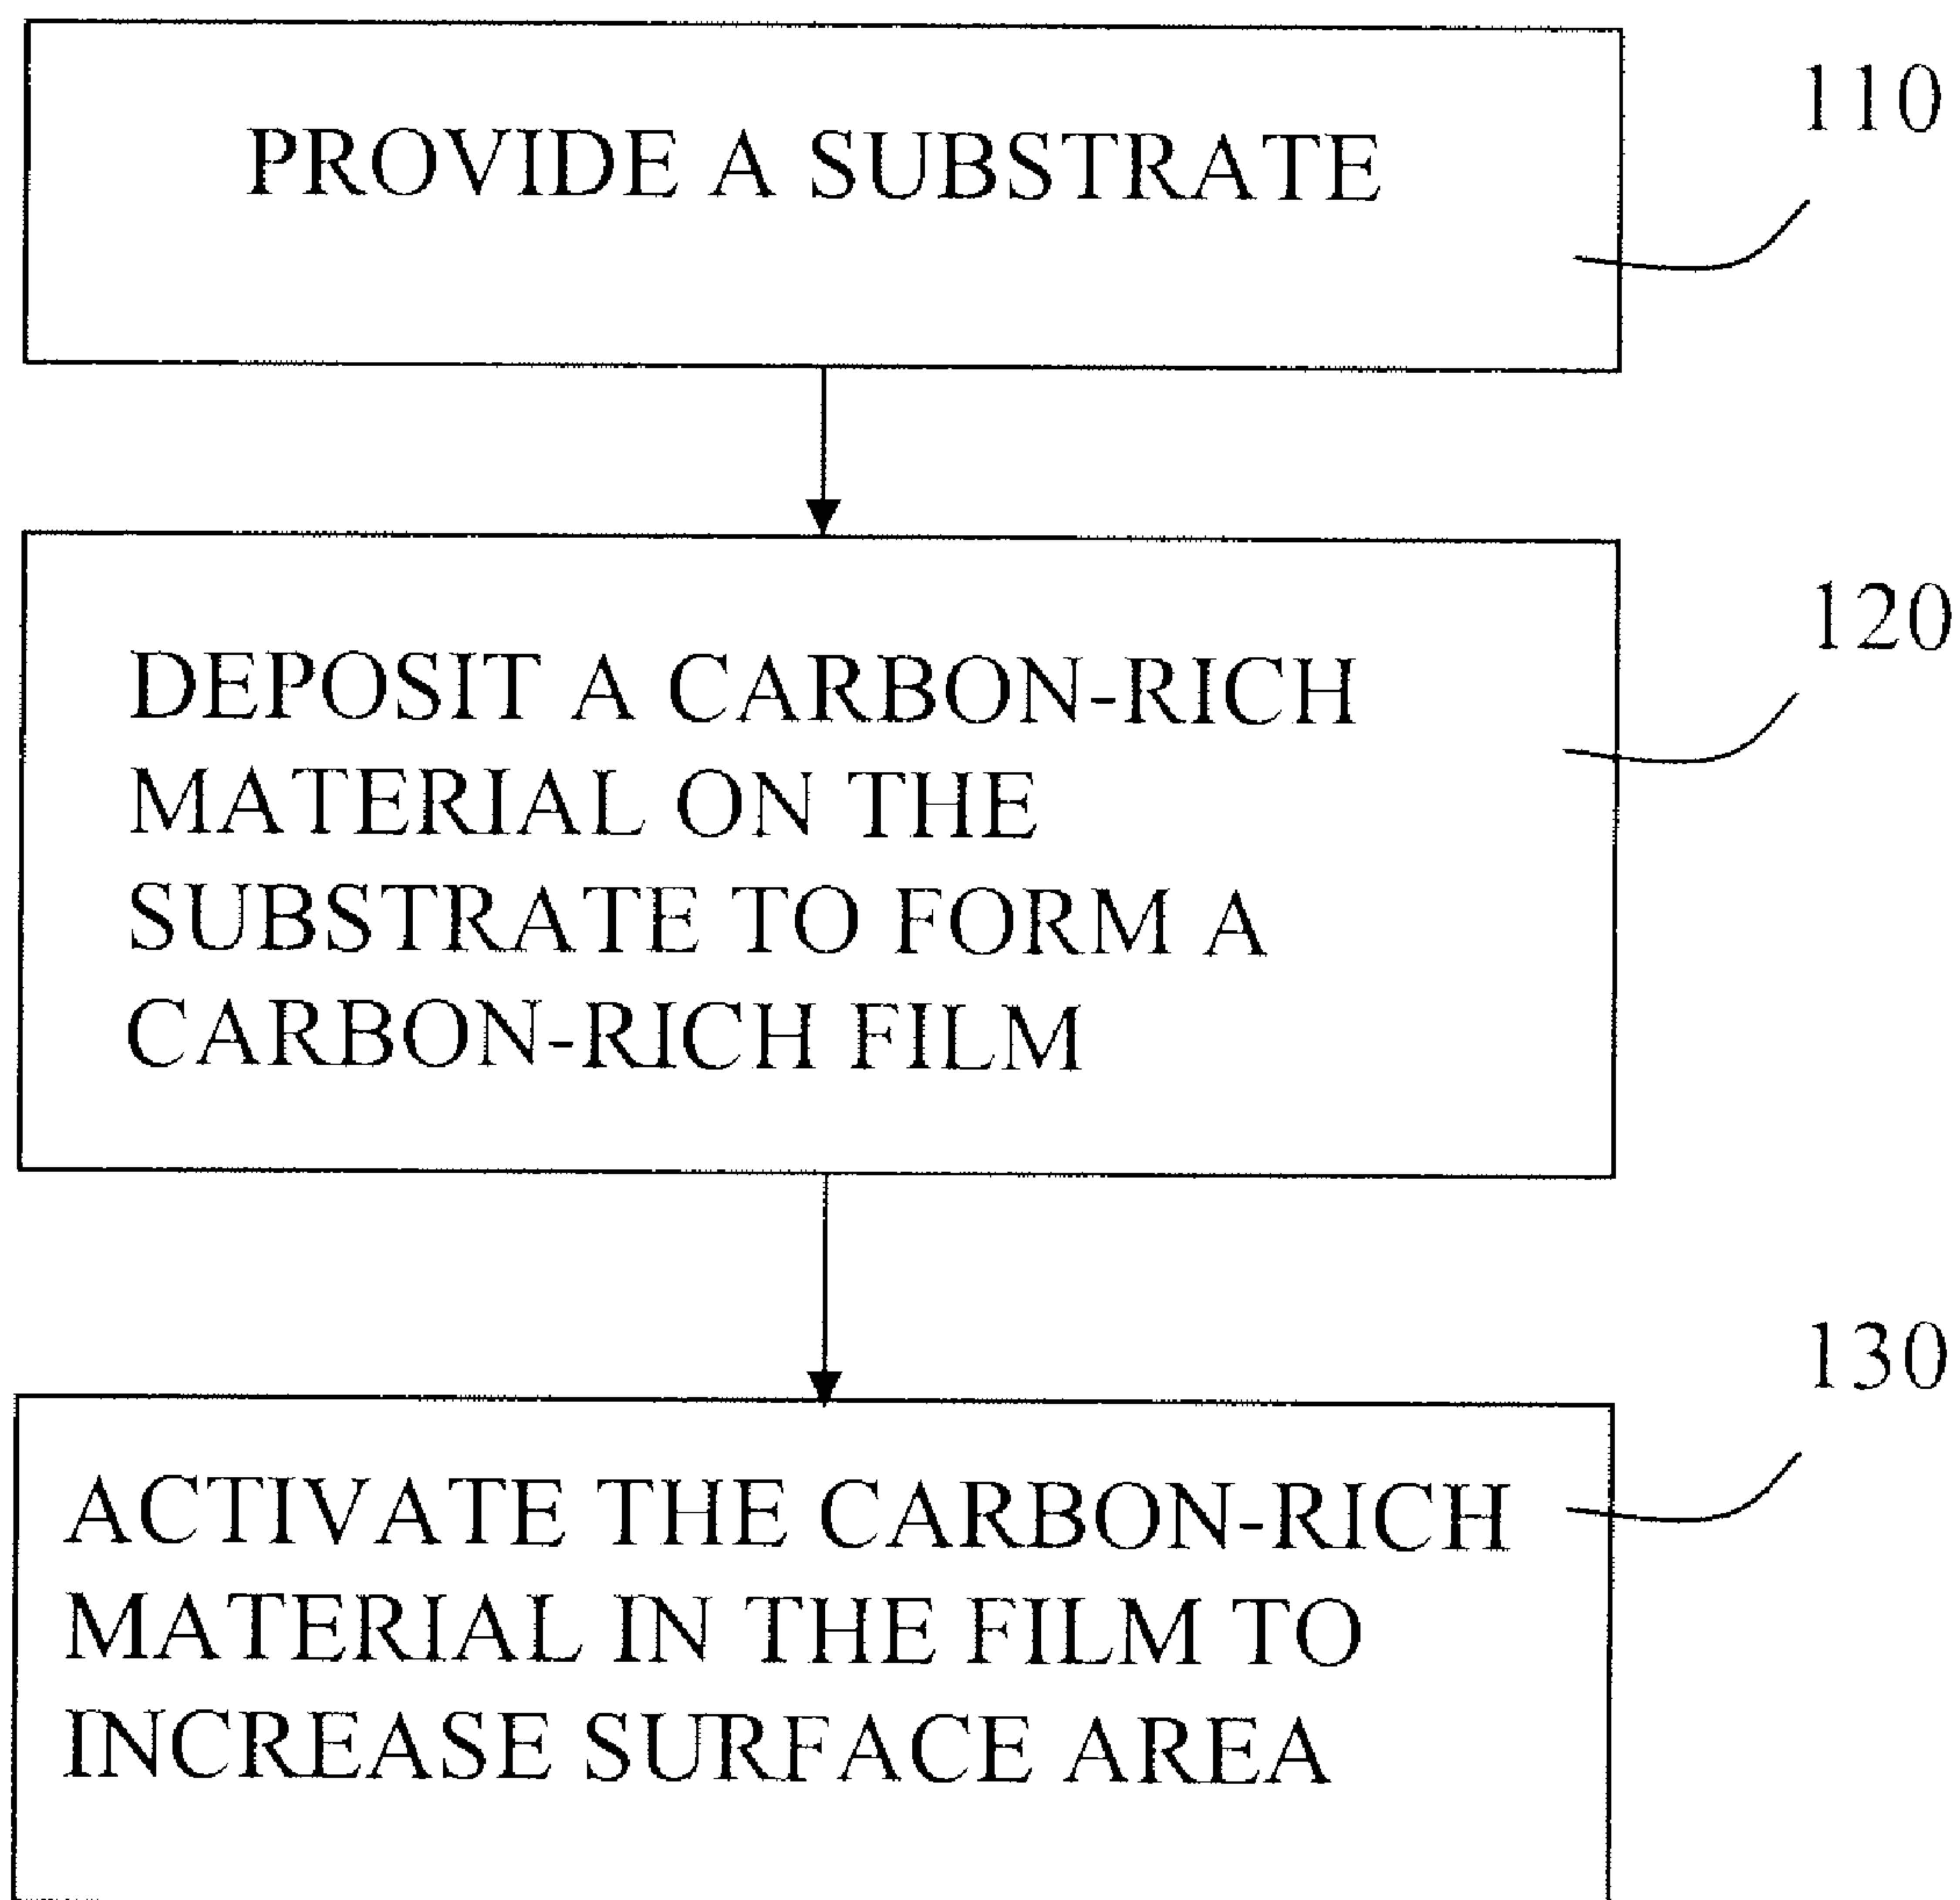 110
PROVIDE A SUBSTRATE
120
DEPOSIT A CARBON-RICH
MATERIAL ON THE
SUBSTRATE TO FORM A
CARBON-RICH FILM
130
ACTIVATE THE CARBON-RICH
MATERIAL IN THE FILM TO
INCREASE SURFACE AREA